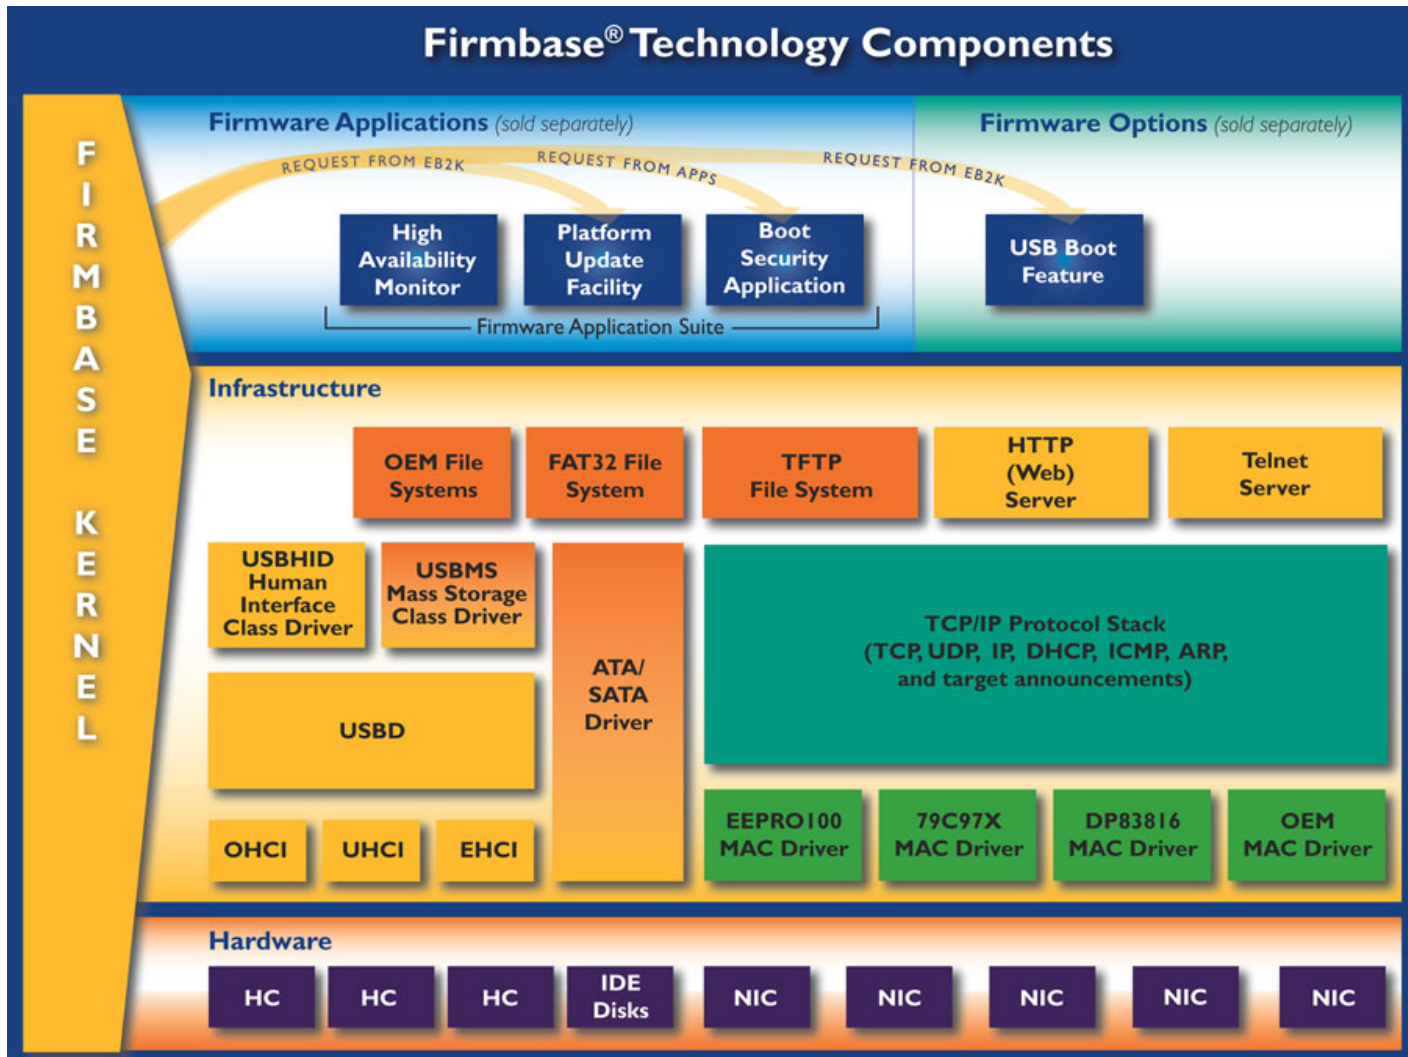 Firmbase® Technology Components
FIRMBASE KERNEL
Firmware Applications (sold separately)
Firmware Options (sold separately)
REQUEST FROM EB2K
REQUEST FROM APPS
REQUEST FROM EB2K
High
Availability
Monitor
Platform
Update
Facility
Boot
Security
Application
USB Boot
Feature
Firmware Application Suite
Infrastructure
OEM File
Systems
FAT32 File
System
TFTP
File System
HTTP
(Web)
Server
Telnet
Server
USBHID
Human
Interface
Class Driver
USBMS
Mass Storage
Class Driver
ATA/
SATA
Driver
TCP/IP Protocol Stack
(TCP, UDP, IP, DHCP, ICMP, ARP,
and target announcements)
USBD
OHCI
UHCI
EHCI
EEPRO100
MAC Driver
79C97X
MAC Driver
DP83816
MAC Driver
OEM
MAC Driver
Hardware
HC
HC
HC
IDE
Disks
NIC
NIC
NIC
NIC
NIC